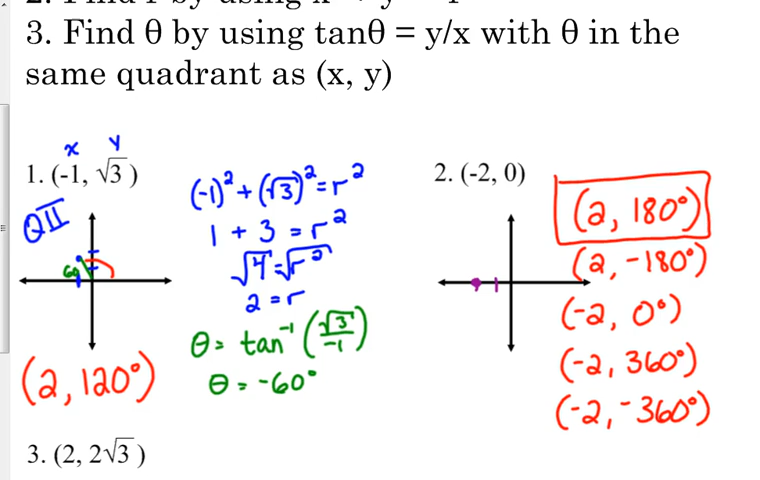 3. Find θ by using tanθ = y/x with θ in the
same quadrant as (x, y)
x y
1. (-1, √3 )
QII
60
(2, 120°)
(-1)² + (√3)² = r²
1 + 3 = r²
√4 = √r²
2 = r
θ = tan⁻¹ (√3/-1)
θ = -60°
2. (-2, 0)
(2, 180°)
(2, -180°)
(-2, 0°)
(-2, 360°)
(-2, -360°)
3. (2, 2√3 )